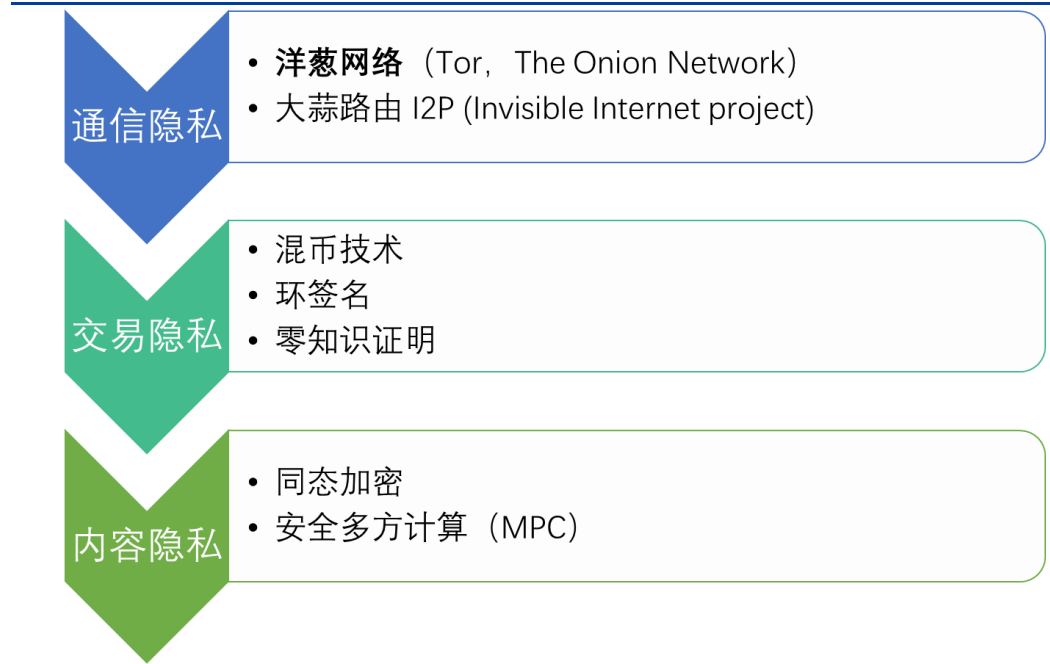 通信隐私
• 洋葱网络（Tor，The Onion Network）
• 大蒜路由 I2P (Invisible Internet project)
交易隐私
• 混币技术
• 环签名
• 零知识证明
内容隐私
• 同态加密
• 安全多方计算（MPC）